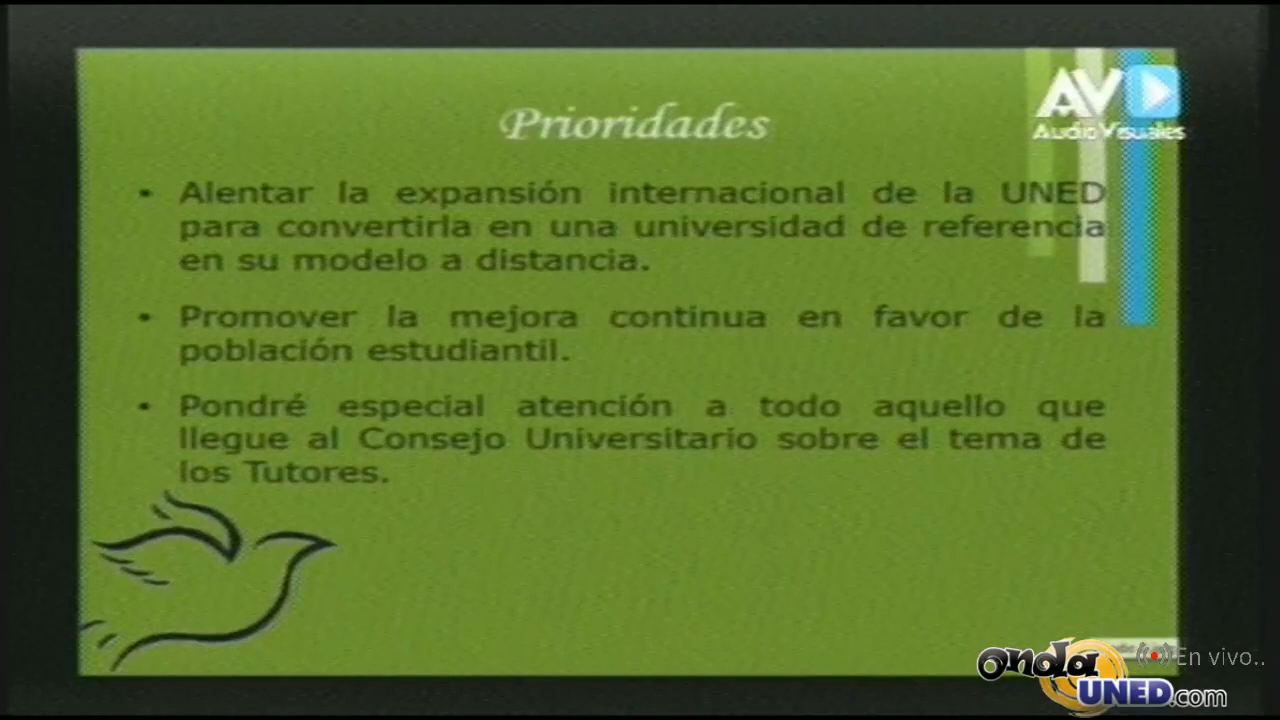 Prioridades
AV
AudioVisuales
• Alentar la expansión internacional de la UNED
para convertirla en una universidad de referencia
en su modelo a distancia.
• Promover la mejora continua en favor de la
población estudiantil.
• Pondré especial atención a todo aquello que
llegue al Consejo Universitario sobre el tema de
los Tutores.
En vivo..
onda
UNED.com